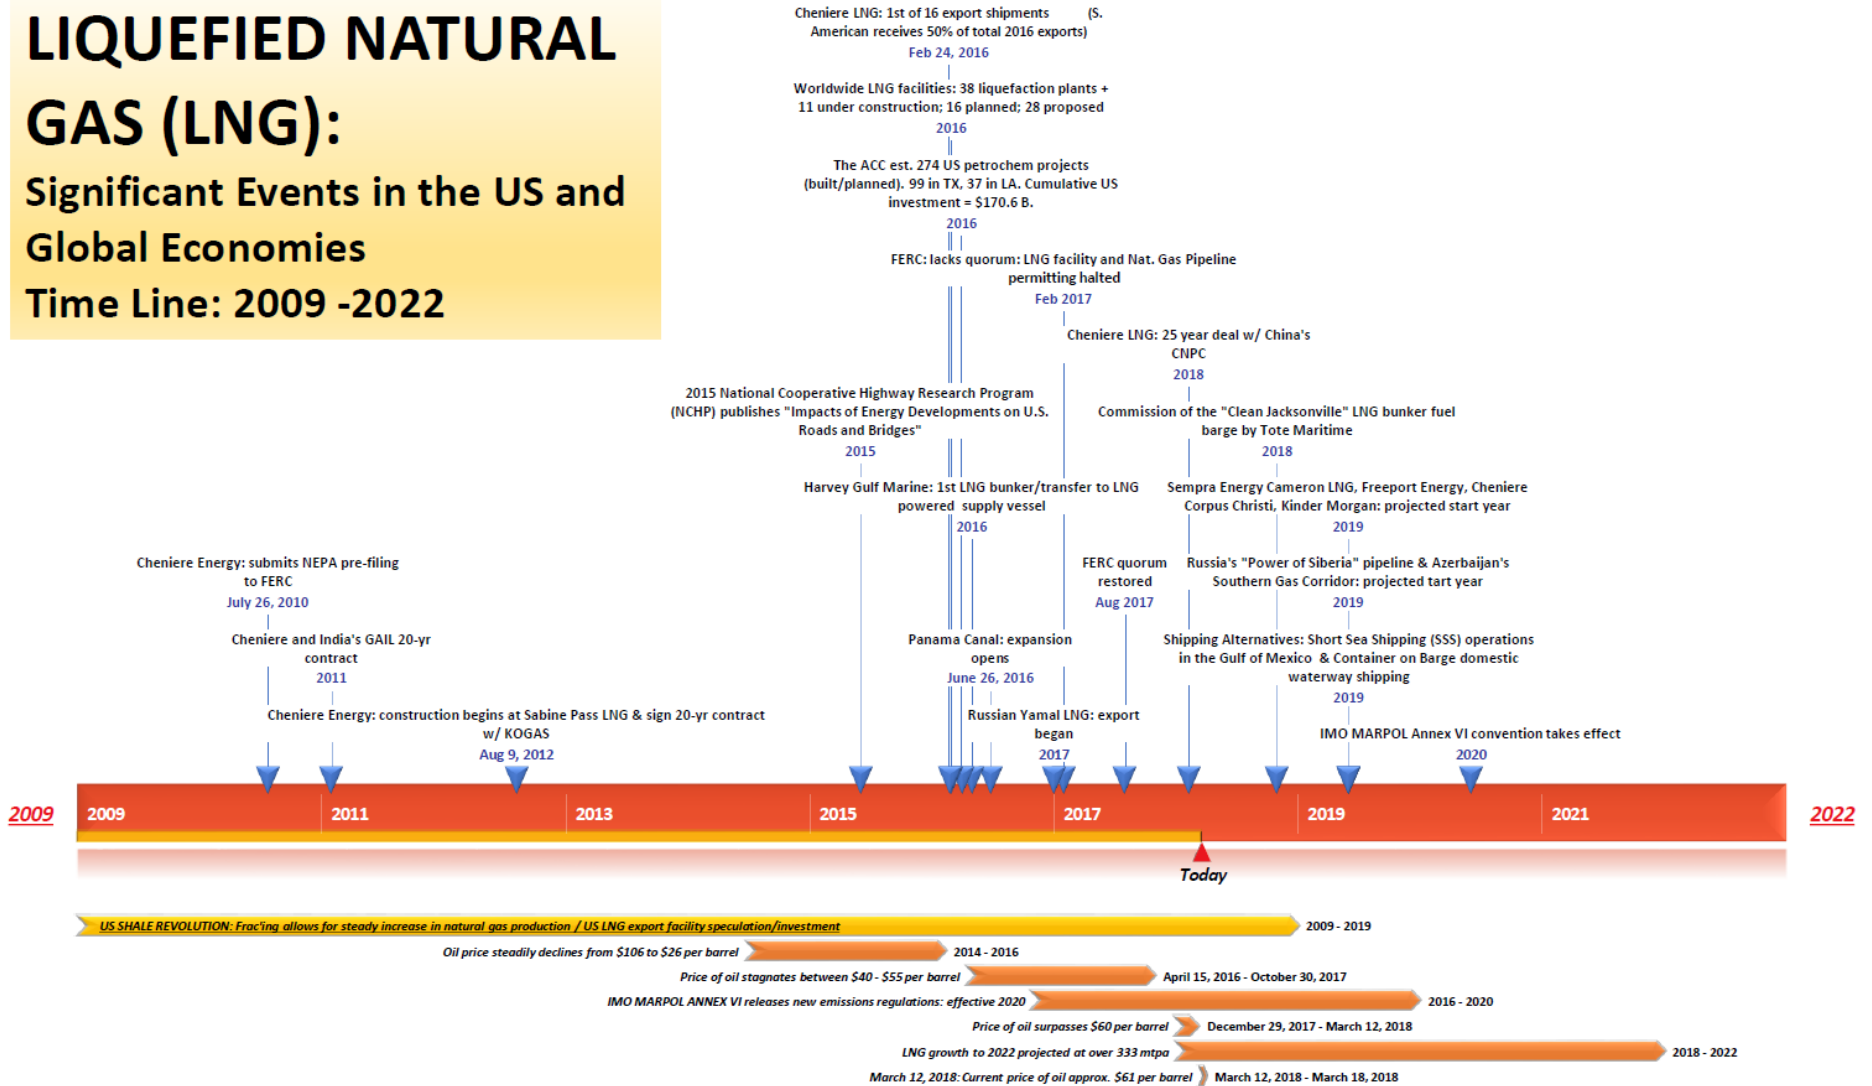 LIQUEFIED NATURAL
GAS (LNG):
Significant Events in the US and
Global Economies
Time Line: 2009 -2022
Cheniere LNG: 1st of 16 export shipments (S.
American receives 50% of total 2016 exports)
Feb 24, 2016
Worldwide LNG facilities: 38 liquefaction plants +
11 under construction; 16 planned; 28 proposed
2016
The ACC est. 274 US petrochem projects
(built/planned). 99 in TX, 37 in LA. Cumulative US
investment = $170.6 B.
2016
FERC: lacks quorum: LNG facility and Nat. Gas Pipeline
permitting halted
Feb 2017
Cheniere LNG: 25 year deal w/ China's
CNPC
2018
2015 National Cooperative Highway Research Program
(NCHP) publishes "Impacts of Energy Developments on U.S.
Roads and Bridges"
2015
Commission of the "Clean Jacksonville" LNG bunker fuel
barge by Tote Maritime
2018
Harvey Gulf Marine: 1st LNG bunker/transfer to LNG
powered supply vessel
2016
Sempra Energy Cameron LNG, Freeport Energy, Cheniere
Corpus Christi, Kinder Morgan: projected start year
2019
Cheniere Energy: submits NEPA pre-filing
to FERC
July 26, 2010
FERC quorum
restored
Aug 2017
Russia's "Power of Siberia" pipeline & Azerbaijan's
Southern Gas Corridor: projected tart year
2019
Cheniere and India's GAIL 20-yr
contract
2011
Panama Canal: expansion
opens
June 26, 2016
Shipping Alternatives: Short Sea Shipping (SSS) operations
in the Gulf of Mexico & Container on Barge domestic
waterway shipping
2019
Cheniere Energy: construction begins at Sabine Pass LNG & sign 20-yr contract
w/ KOGAS
Aug 9, 2012
Russian Yamal LNG: export
began
2017
IMO MARPOL Annex VI convention takes effect
2020
2009 2009 2011 2013 2015 2017 2019 2021 2022
Today
US SHALE REVOLUTION: Frac'ing allows for steady increase in natural gas production / US LNG export facility speculation/investment 2009 - 2019
Oil price steadily declines from $106 to $26 per barrel 2014 - 2016
Price of oil stagnates between $40 - $55 per barrel April 15, 2016 - October 30, 2017
IMO MARPOL ANNEX VI releases new emissions regulations: effective 2020 2016 - 2020
Price of oil surpasses $60 per barrel December 29, 2017 - March 12, 2018
LNG growth to 2022 projected at over 333 mtpa 2018 - 2022
March 12, 2018: Current price of oil approx. $61 per barrel March 12, 2018 - March 18, 2018